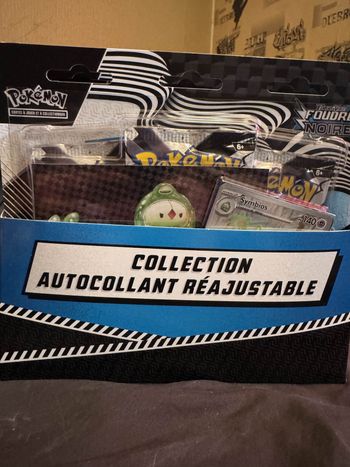 POKÉMON
CARTES À JOUER ET À COLLECTIONNER
FOUDRE
NOIRE
6+
6+
Symbios
140
COLLECTION
AUTOCOLLANT RÉAJUSTABLE